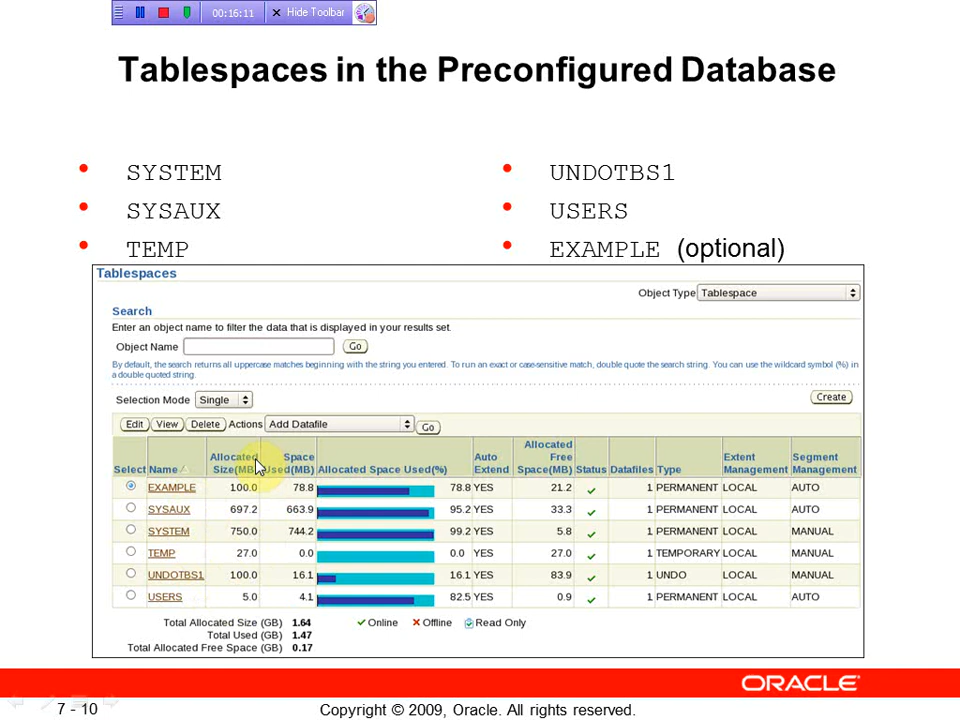 00:16:11 × Hide Toolbar
Tablespaces in the Preconfigured Database
• SYSTEM
• SYSAUX
• TEMP
• UNDOTBS1
• USERS
• EXAMPLE (optional)
Tablespaces
Object Type Tablespace
Search
Enter an object name to filter the data that is displayed in your results set.
Object Name Go
By default, the search returns all uppercase matches beginning with the string you entered. To run an exact or case-sensitive match, double quote the search string. You can use the wildcard symbol (%) in
a double quoted string.
Selection Mode Single Create
Edit View Delete Actions Add Datafile Go
Select Name Allocated Size(MB) Space Used(MB) Allocated Space Used(%) Auto Extend Allocated Free Space(MB) Status Datafiles Type Extent Management Segment Management
EXAMPLE 100.0 78.8 78.8 YES 21.2 1 PERMANENT LOCAL AUTO
SYSAUX 697.2 663.9 95.2 YES 33.3 1 PERMANENT LOCAL AUTO
SYSTEM 750.0 744.2 99.2 YES 5.8 1 PERMANENT LOCAL MANUAL
TEMP 27.0 0.0 0.0 YES 27.0 1 TEMPORARY LOCAL MANUAL
UNDOTBS1 100.0 16.1 16.1 YES 83.9 1 UNDO LOCAL MANUAL
USERS 5.0 4.1 82.5 YES 0.9 1 PERMANENT LOCAL AUTO
Total Allocated Size (GB) 1.64 Online Offline Read Only
Total Used (GB) 1.47
Total Allocated Free Space (GB) 0.17
ORACLE
7 - 10 Copyright © 2009, Oracle. All rights reserved.